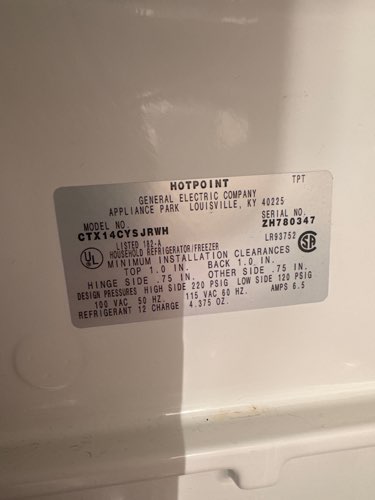 HOTPOINT
TPT
GENERAL ELECTRIC COMPANY
APPLIANCE PARK LOUISVILLE, KY 40225
MODEL NO. SERIAL NO.
CTX14CYSJRWH ZH780347
LISTED 182-A LR93752
UL HOUSEHOLD REFRIGERATOR/FREEZER SA
MINIMUM INSTALLATION CLEARANCES
TOP 1.0 IN. BACK 1.0 IN.
HINGE SIDE .75 IN. OTHER SIDE .75 IN.
DESIGN PRESSURES HIGH SIDE 220 PSIG LOW SIDE 120 PSIG
100 VAC 50 HZ. 115 VAC 60 HZ. AMPS 6.5
REFRIGERANT 12 CHARGE 4.375 OZ.